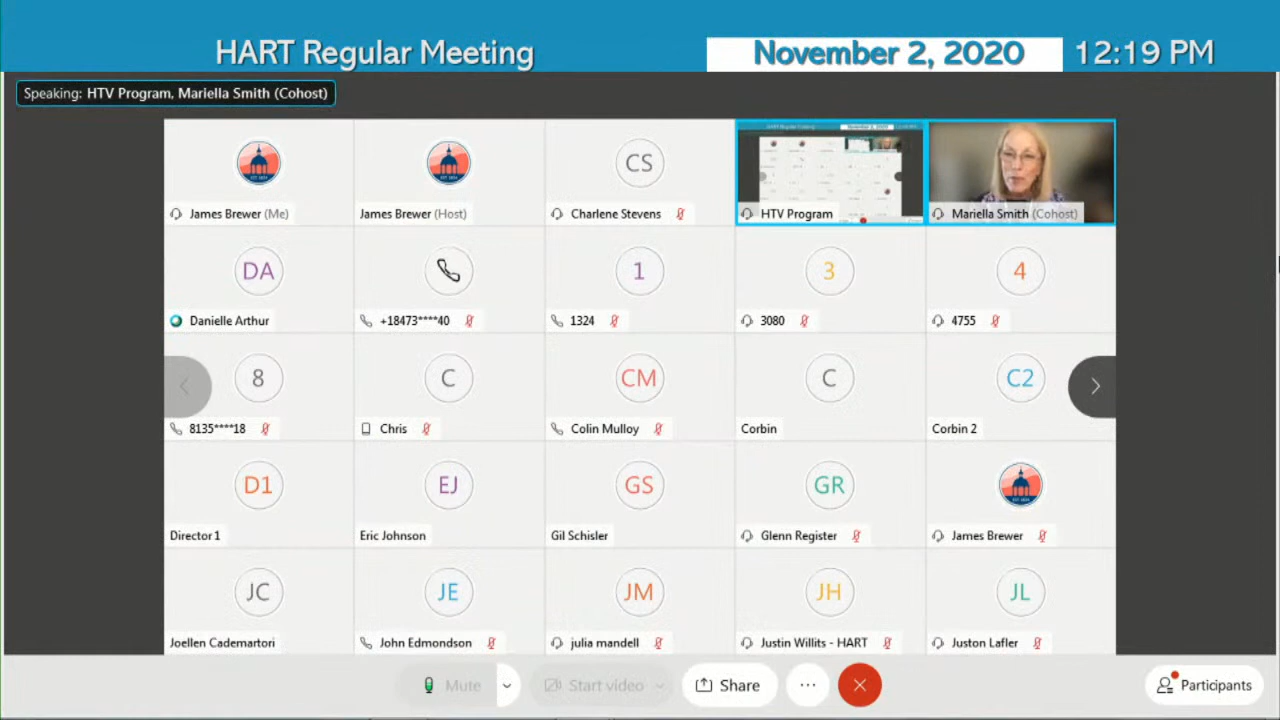 HART Regular Meeting November 2, 2020 12:19 PM
Speaking: HTV Program, Mariella Smith (Cohost)
CS
James Brewer (Me) James Brewer (Host) Charlene Stevens HTV Program Mariella Smith (Cohost)
DA 1 3 4
Danielle Arthur +18473****40 1324 3080 4755
8 C CM C C2
8135****18 Chris Colin Mulloy Corbin Corbin 2
D1 EJ GS GR
Director 1 Eric Johnson Gil Schisler Glenn Register James Brewer
JC JE JM JH JL
Joellen Cademartori John Edmondson julia mandell Justin Willits - HART Juston Lafler
Mute Start video Share ... Participants